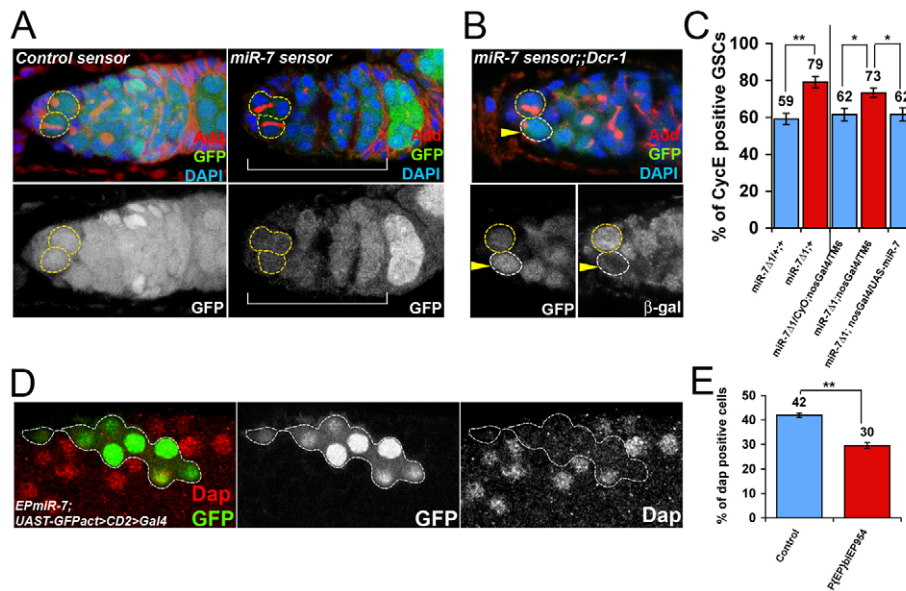 A
Control sensor
miR-7 sensor
Add
GFP
DAPI
Add
GFP
DAPI
GFP
GFP
B
miR-7 sensor;;Dcr-1
Add
GFP
DAPI
GFP
β-gal
C
% of CycE positive GSCs
100
80
60
40
20
0
59
**
79
62
*
73
*
62
miR-7Δ1/+;+
miR-7Δ1;+
miR-7Δ1/CyO;nosGal4/TM6
miR-7Δ1;nosGal4/TM6
miR-7Δ1; nosGal4/UAS-miR-7
D
EPmiR-7;
UAST-GFPact>CD2>Gal4
Dap
GFP
GFP
Dap
E
% of dap positive cells
50
40
30
20
10
0
42
**
30
Control
P{EP}blEP954